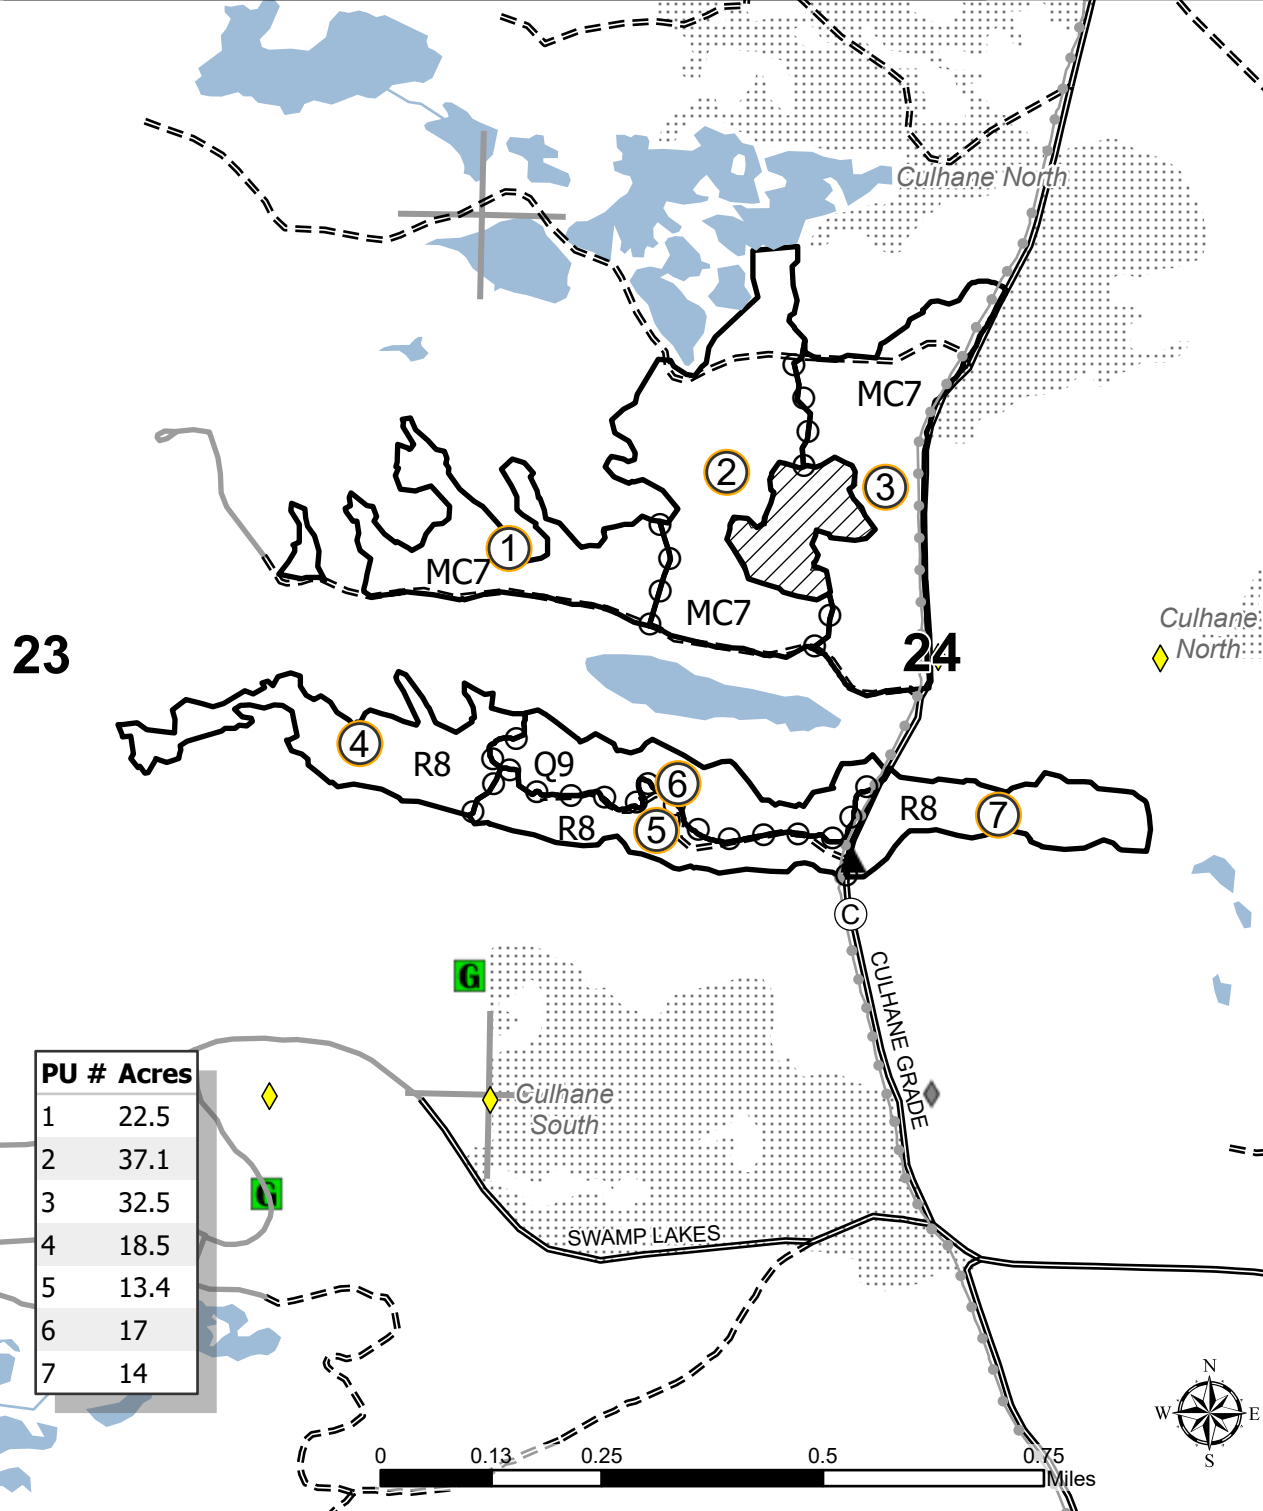 Culhane North
MC7
2
3
1
MC7
MC7
23
24
Culhane
North
4
R8
Q9
6
R8
5
R8
7
C
CULHANE GRADE
G
Culhane
South
G
SWAMP LAKES
PU # Acres
1 22.5
2 37.1
3 32.5
4 18.5
5 13.4
6 17
7 14
N
W E
S
0 0.13 0.25 0.5 0.75
Miles